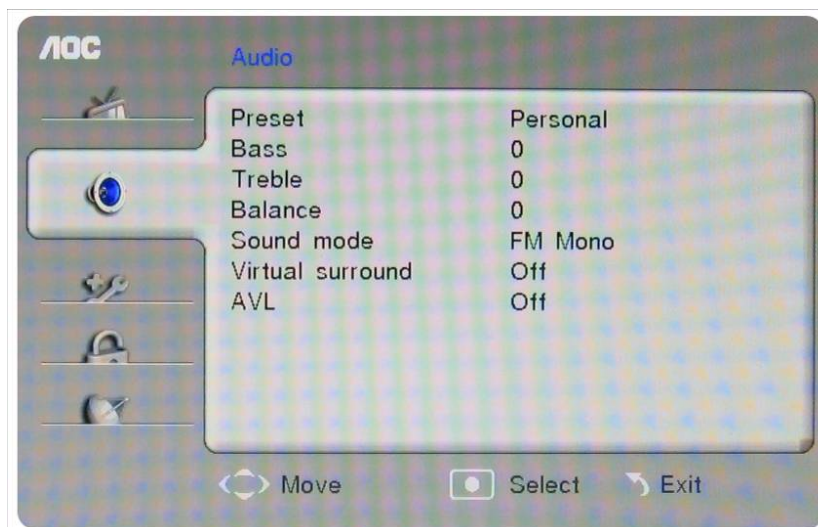 AOC
Audio
Preset Personal
Bass 0
Treble 0
Balance 0
Sound mode FM Mono
Virtual surround Off
AVL Off
Move Select Exit